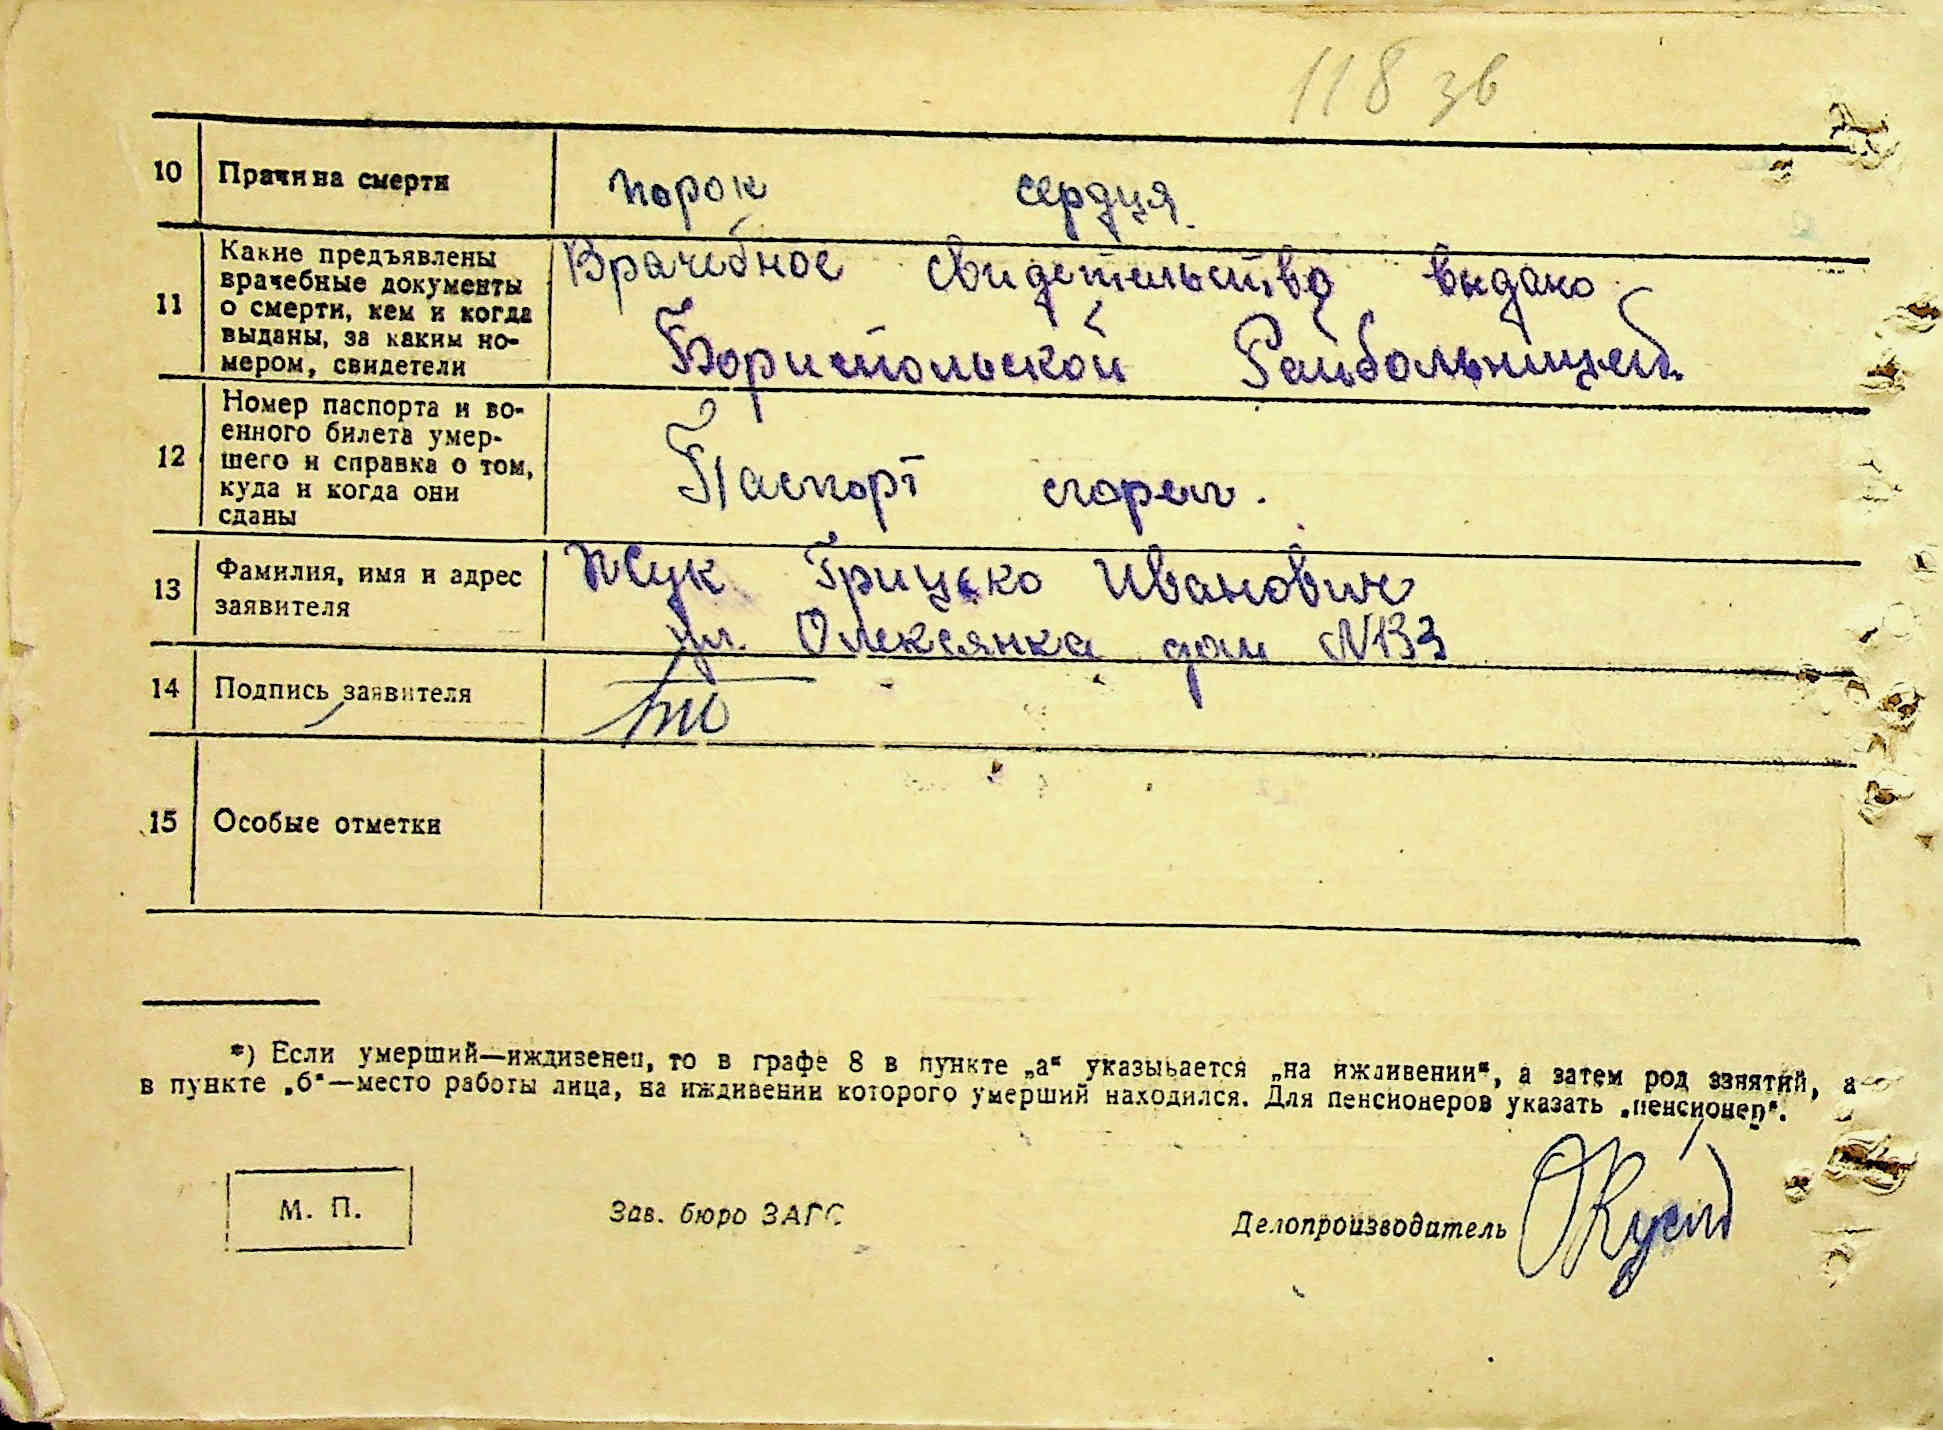 118 зв
10 Причина смерти порок сердця
11 Какие предъявлены врачебные документы о смерти, кем и когда выданы, за каким но- мером, свидетели
Врачебное свидетельство выдано
Бориспольской Райбольницей
12 Номер паспорта и во- енного билета умер- шего и справка о том, куда и когда они сданы
Паспорт сгорел.
13 Фамилия, имя и адрес заявителя
Жук Грицько Иванович
ул. Олексянка дом №133
14 Подпись заявителя
15 Особые отметки
*) Если умерший—иждивенец, то в графе 8 в пункте „а“ указывается „на иждивении“, а затем род занятий, а
в пункте „б“—место работы лица, на иждивении которого умерший находился. Для пенсионеров указать „пенсионер“.
М. П. Зав. бюро ЗАГС Делопроизводитель